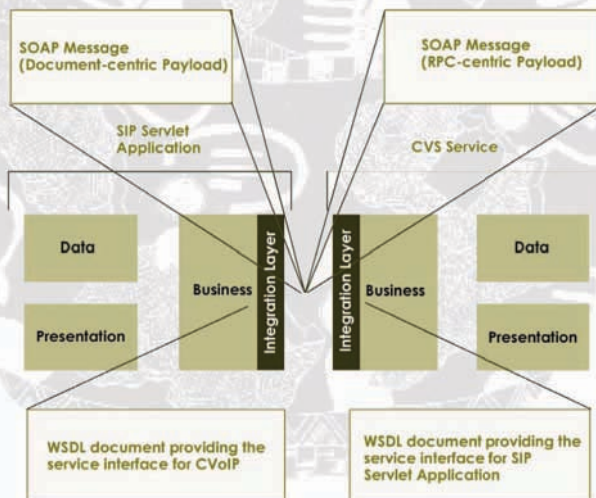 SOAP Message
(Document-centric Payload)
SOAP Message
(RPC-centric Payload)
SIP Servlet
Application
CVS Service
Data
Presentation
Business
Integration Layer
Integration Layer
Business
Data
Presentation
WSDL document providing the
service interface for CVoIP
WSDL document providing the
service interface for SIP
Servlet Application